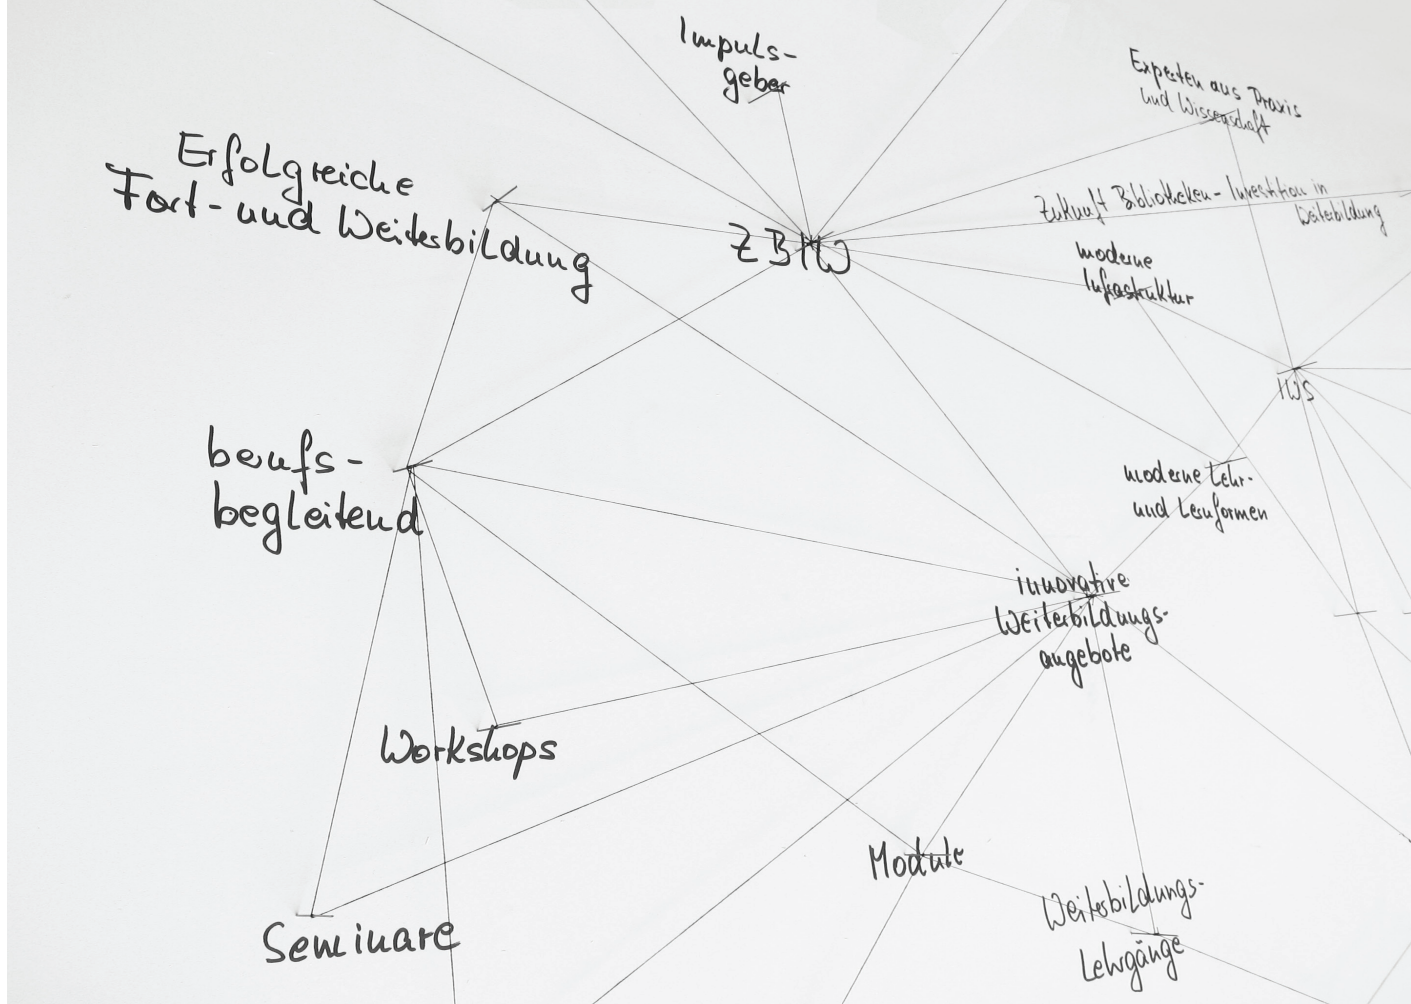 Impuls-
geber
Experten aus Praxis
und Wissenschaft
Erfolgreiche
Fort- und Weiterbildung
Zukunft Bibliotheken - Investition in
Weiterbildung
ZBIW
moderne
Infrastruktur
IWS
berufs-
begleitend
moderne Lehr-
und Lernformen
innovative
Weiterbildungs-
angebote
Workshops
Module
Weiterbildungs-
Lehrgänge
Seminare